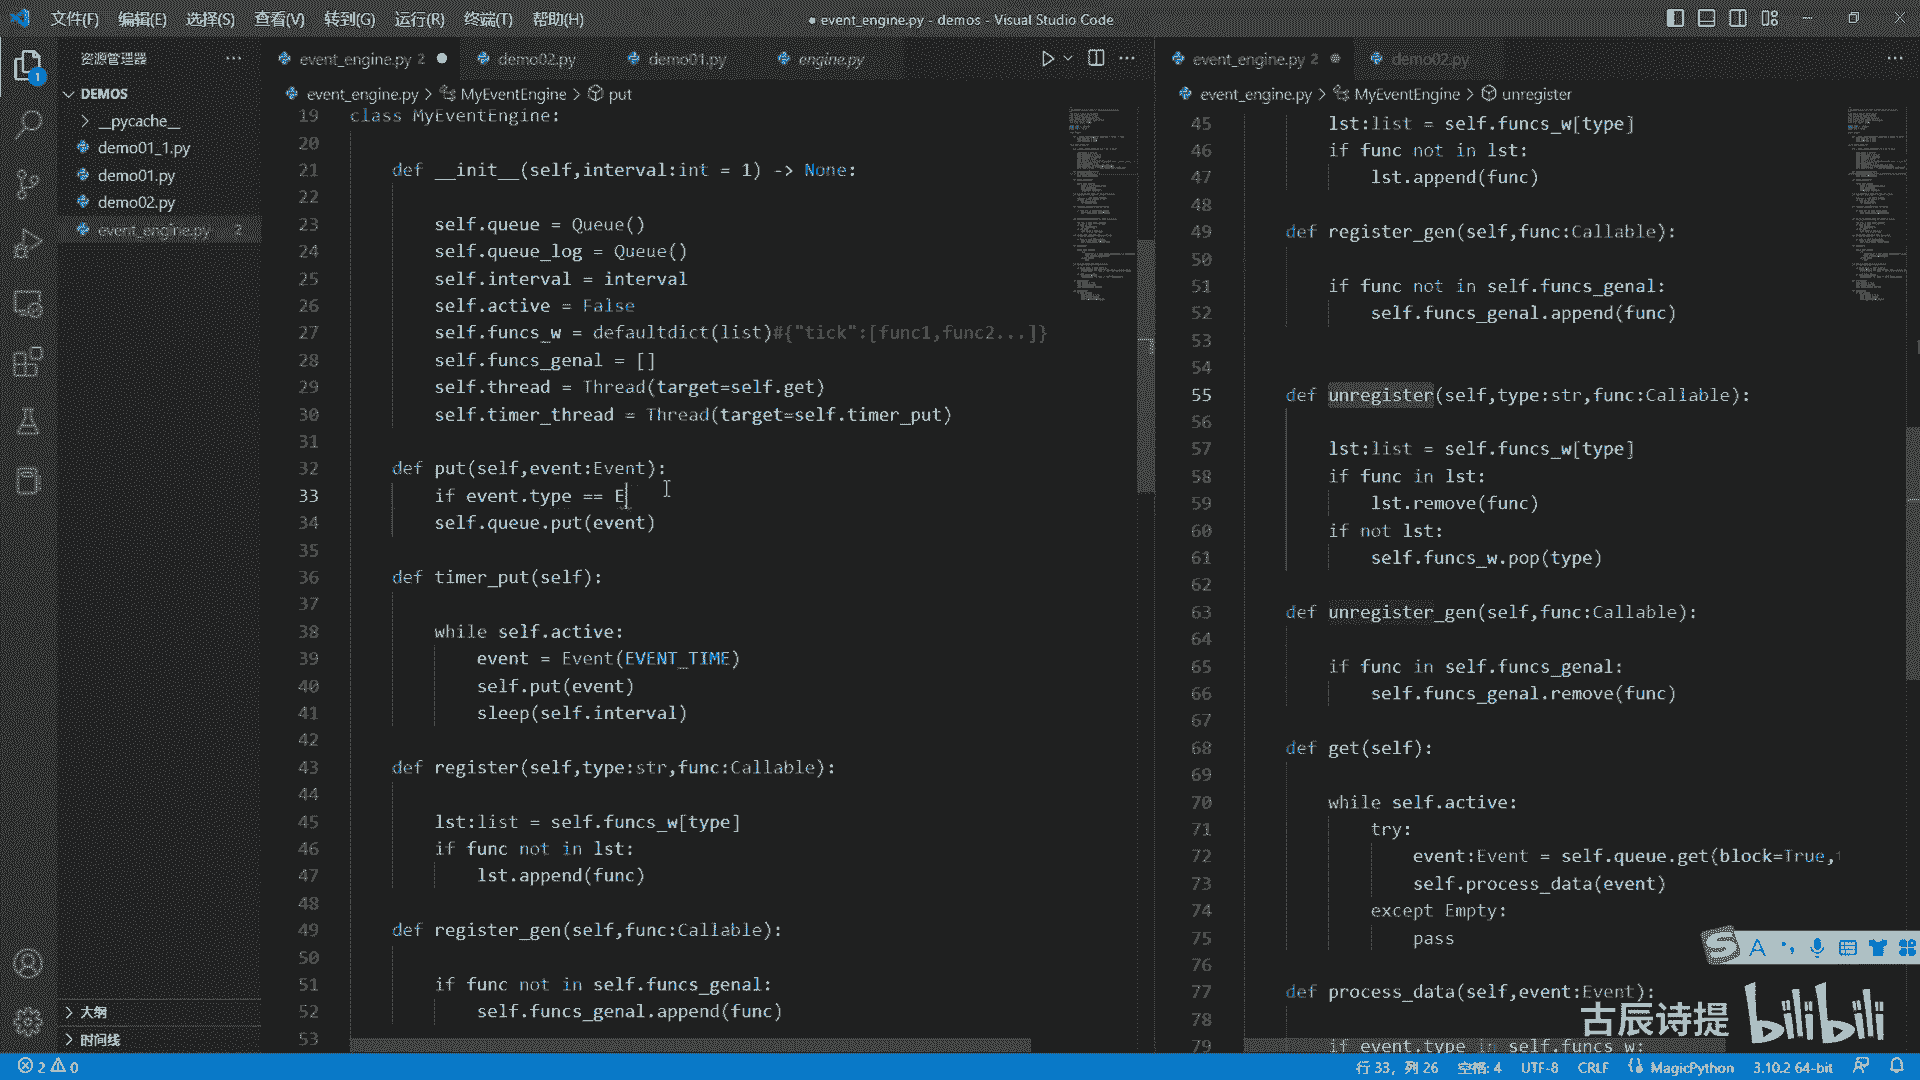 文件(F) 编辑(E) 选择(S) 查看(V) 转到(G) 运行(R) 终端(T) 帮助(H)
● event_engine.py - demos - Visual Studio Code
资源管理器
DEMOS
__pycache__
demo01_1.py
demo01.py
demo02.py
event_engine.py 2
大纲
时间线
event_engine.py 2 ● demo02.py demo01.py engine.py
event_engine.py > MyEventEngine > put
19 class MyEventEngine:
20
21 def __init__(self,interval:int = 1) -> None:
22
23 self.queue = Queue()
24 self.queue_log = Queue()
25 self.interval = interval
26 self.active = False
27 self.funcs_w = defaultdict(list)#{"tick":[func1,func2...]}
28 self.funcs_genal = []
29 self.thread = Thread(target=self.get)
30 self.timer_thread = Thread(target=self.timer_put)
31
32 def put(self,event:Event):
33 if event.type == E
34 self.queue.put(event)
35
36 def timer_put(self):
37
38 while self.active:
39 event = Event(EVENT_TIME)
40 self.put(event)
41 sleep(self.interval)
42
43 def register(self,type:str,func:Callable):
44
45 lst:list = self.funcs_w[type]
46 if func not in lst:
47 lst.append(func)
48
49 def register_gen(self,func:Callable):
50
51 if func not in self.funcs_genal:
52 self.funcs_genal.append(func)
53
event_engine.py 2 ● demo02.py
event_engine.py > MyEventEngine > unregister
45 lst:list = self.funcs_w[type]
46 if func not in lst:
47 lst.append(func)
48
49 def register_gen(self,func:Callable):
50
51 if func not in self.funcs_genal:
52 self.funcs_genal.append(func)
53
54
55 def unregister(self,type:str,func:Callable):
56
57 lst:list = self.funcs_w[type]
58 if func in lst:
59 lst.remove(func)
60 if not lst:
61 self.funcs_w.pop(type)
62
63 def unregister_gen(self,func:Callable):
64
65 if func in self.funcs_genal:
66 self.funcs_genal.remove(func)
67
68 def get(self):
69
70 while self.active:
71 try:
72 event:Event = self.queue.get(block=True,
73 self.process_data(event)
74 except Empty:
75 pass
76
77 def process_data(self,event:Event):
78
79 if event.type in self.funcs_w:
古辰诗提 bilibili
2 0
行 33，列 26 空格: 4 UTF-8 CRLF MagicPython 3.10.2 64-bit